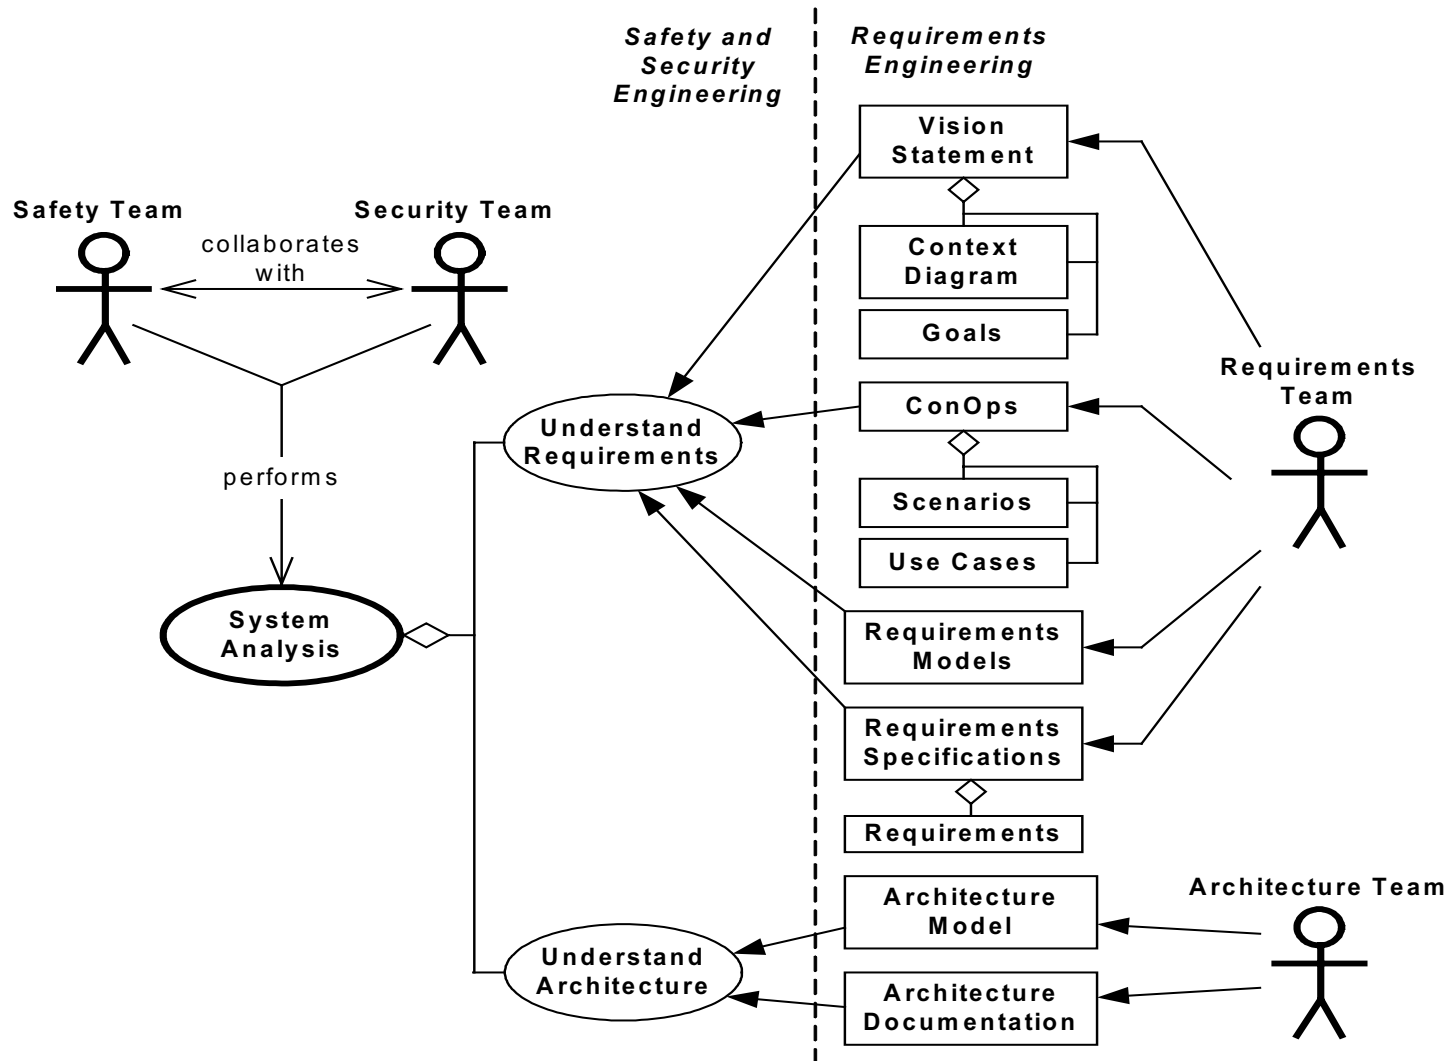 Safety and
Security
Engineering
Requirements
Engineering
Vision
Statement
Safety Team
Security Team
collaborates
with
Context
Diagram
Goals
Requirements
Team
ConOps
Understand
Requirements
performs
Scenarios
Use Cases
System
Analysis
Requirements
Models
Requirements
Specifications
Requirements
Architecture Team
Architecture
Model
Understand
Architecture
Architecture
Documentation